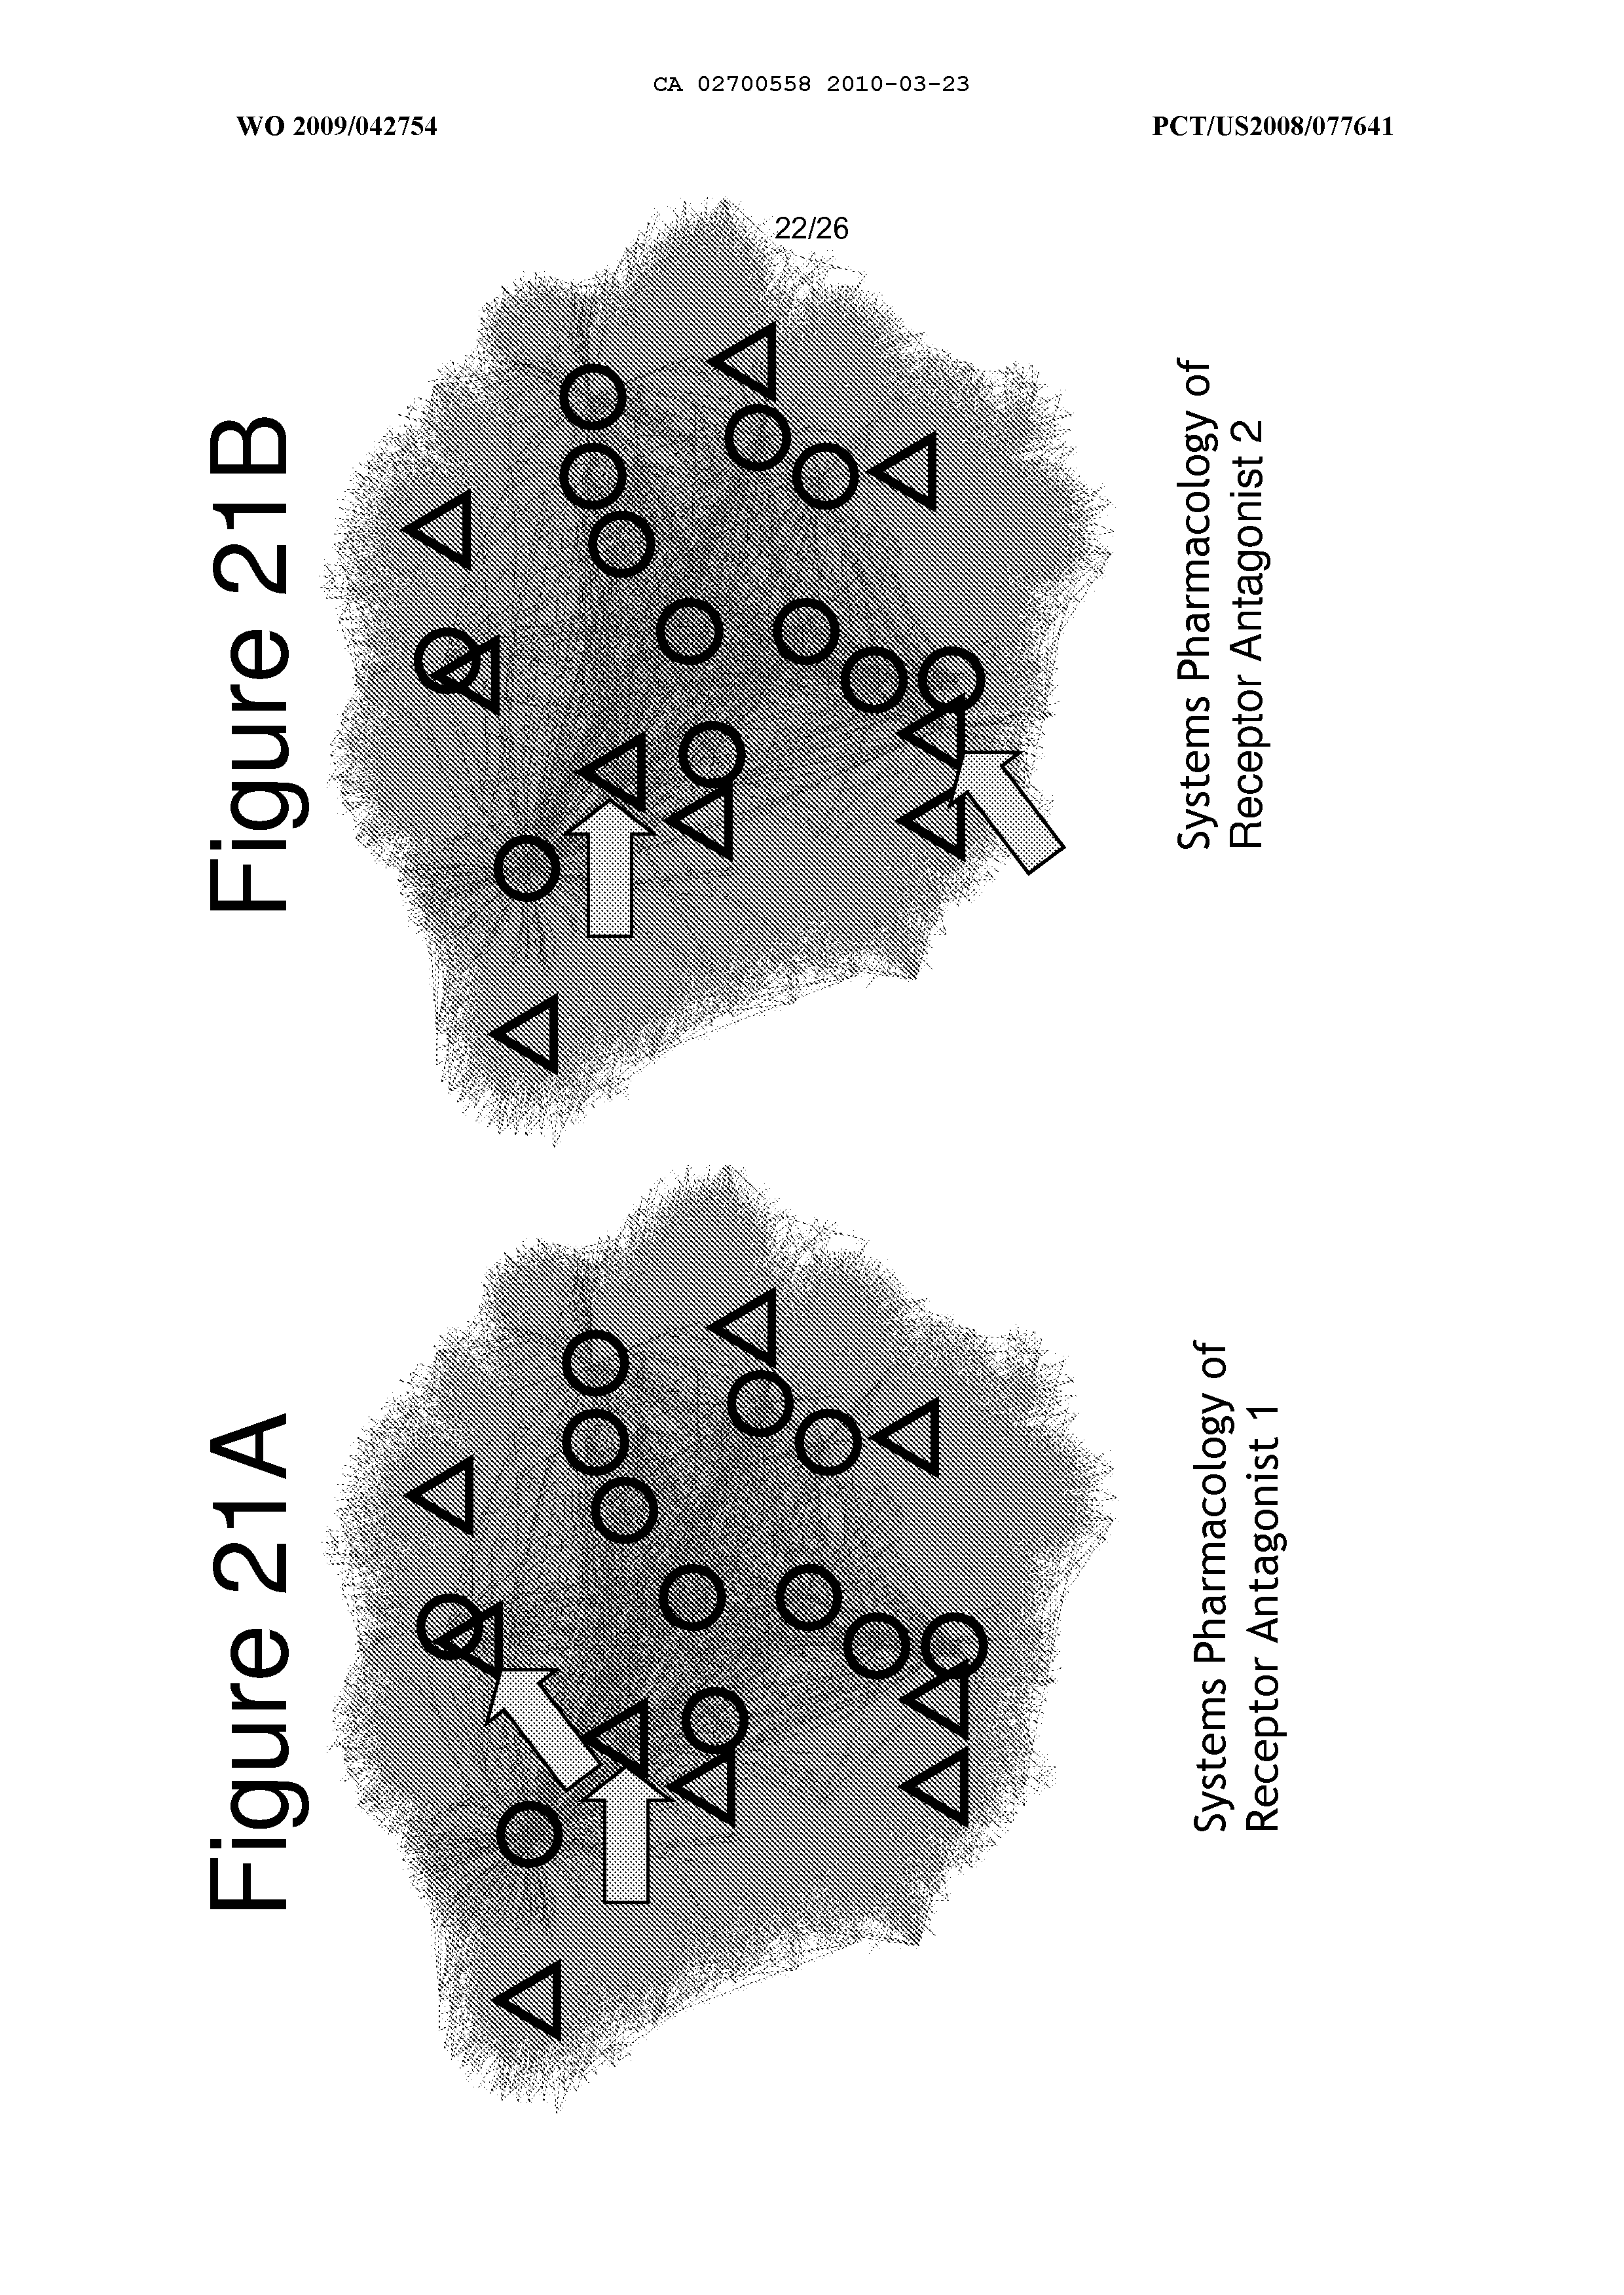 CA 02700558 2010-03-23
WO 2009/042754
PCT/US2008/077641
22/26
Figure 21B
Systems Pharmacology of
Receptor Antagonist 2
Figure 21A
Systems Pharmacology of
Receptor Antagonist 1